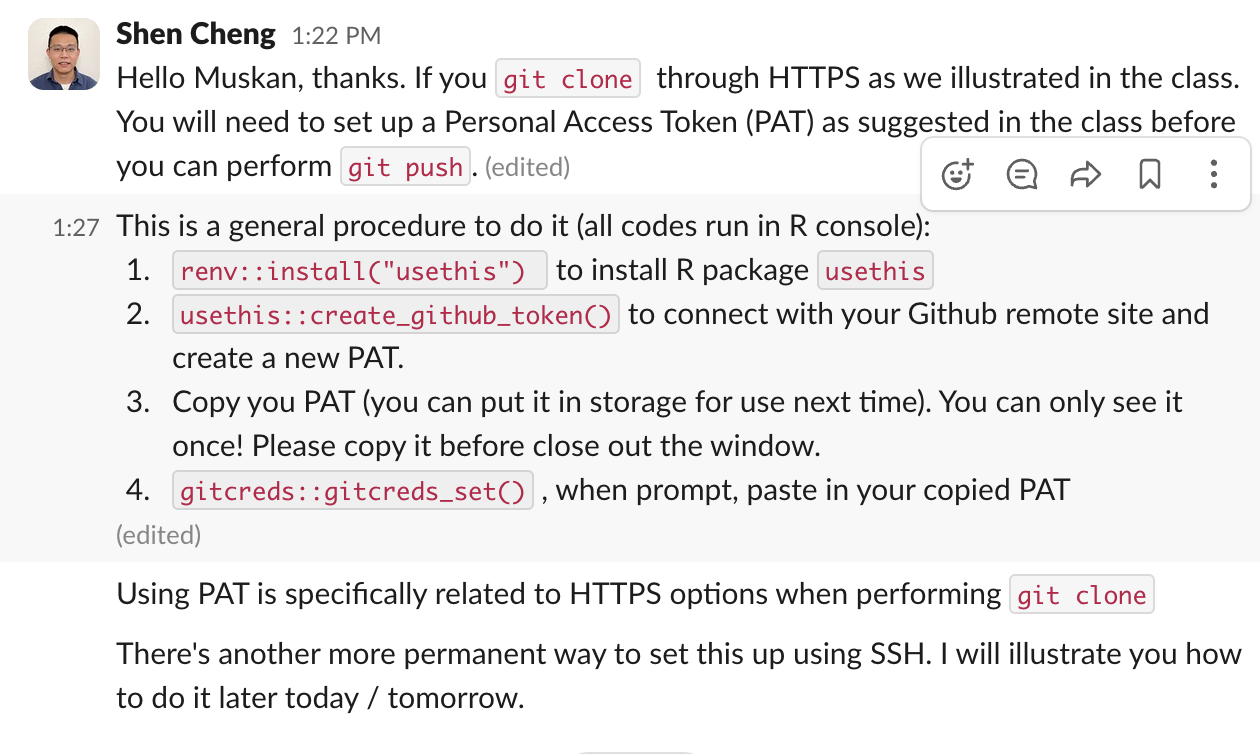 Shen Cheng 1:22 PM
Hello Muskan, thanks. If you git clone through HTTPS as we illustrated in the class.
You will need to set up a Personal Access Token (PAT) as suggested in the class before
you can perform git push. (edited)
1:27 This is a general procedure to do it (all codes run in R console):
1. renv::install("usethis") to install R package usethis
2. usethis::create_github_token() to connect with your Github remote site and
create a new PAT.
3. Copy you PAT (you can put it in storage for use next time). You can only see it
once! Please copy it before close out the window.
4. gitcreds::gitcreds_set() , when prompt, paste in your copied PAT
(edited)
Using PAT is specifically related to HTTPS options when performing git clone
There's another more permanent way to set this up using SSH. I will illustrate you how
to do it later today / tomorrow.